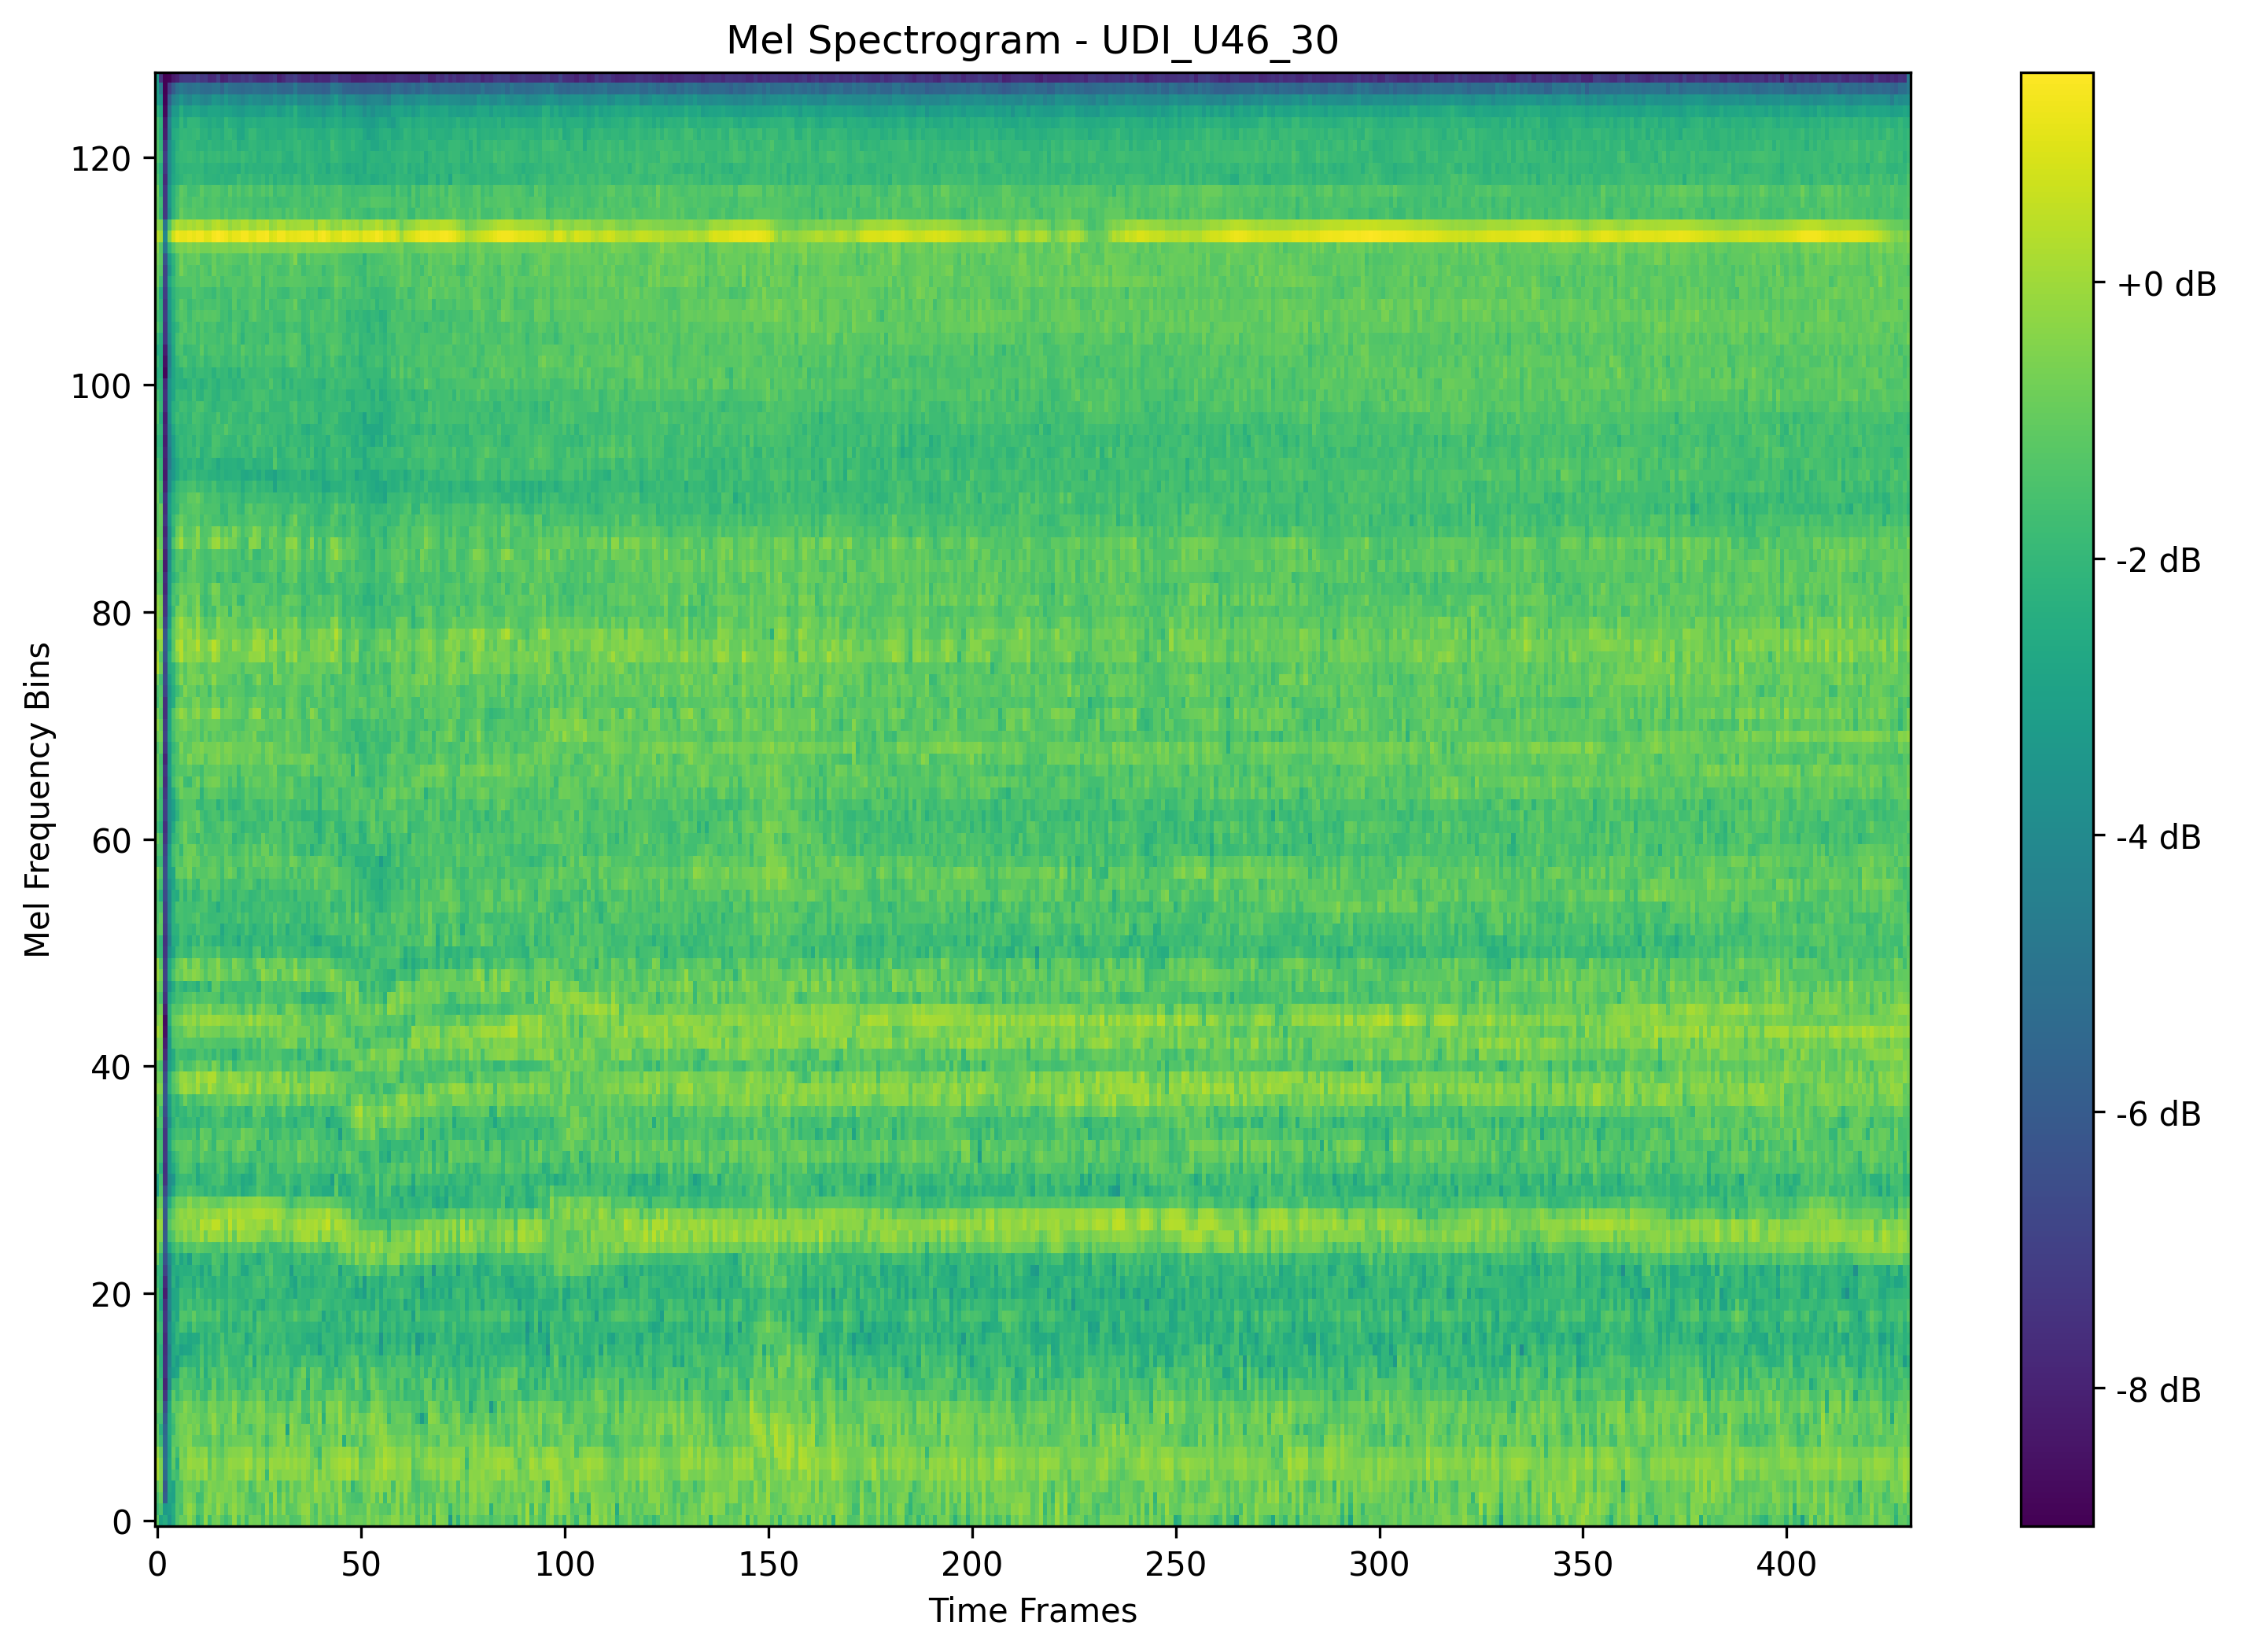 Mel Spectrogram - UDI_U46_30
Mel Frequency Bins
120
100
80
60
40
20
0
0 50 100 150 200 250 300 350 400
Time Frames
+0 dB
-2 dB
-4 dB
-6 dB
-8 dB